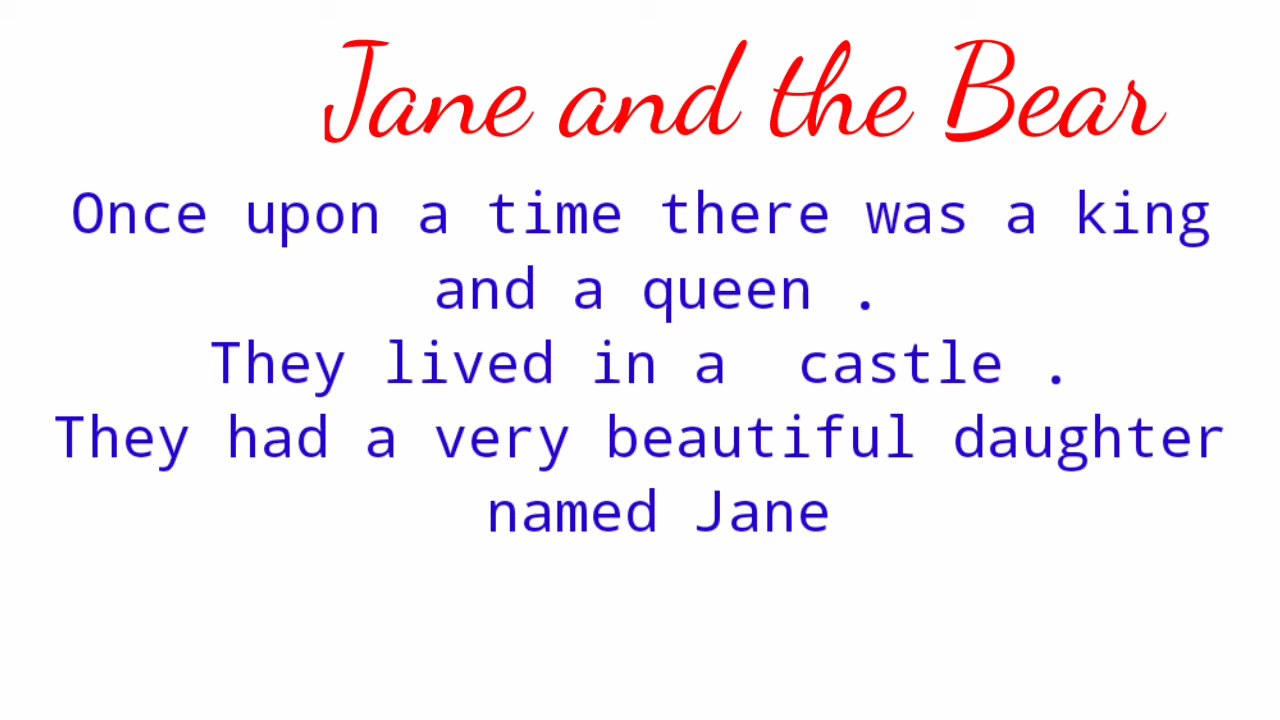 Jane and the Bear
Once upon a time there was a king
and a queen .
They lived in a  castle .
They had a very beautiful daughter
named Jane